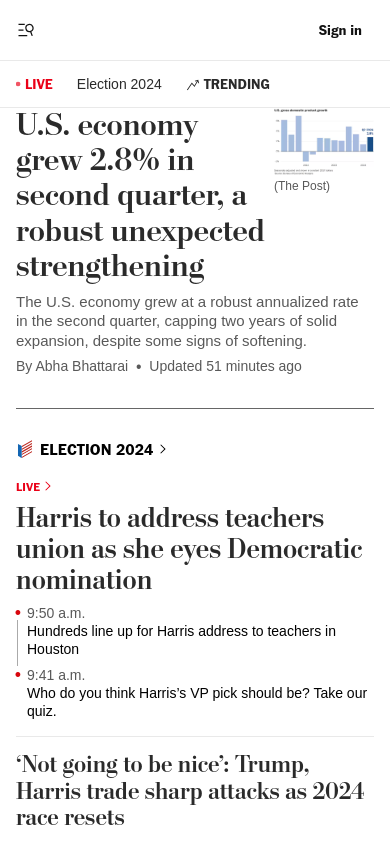 Sign in
LIVE
Election 2024
TRENDING
U.S. economy
grew 2.8% in
second quarter, a
robust unexpected
strengthening
(The Post)
The U.S. economy grew at a robust annualized rate
in the second quarter, capping two years of solid
expansion, despite some signs of softening.
By Abha Bhattarai • Updated 51 minutes ago
ELECTION 2024
LIVE
Harris to address teachers
union as she eyes Democratic
nomination
9:50 a.m.
Hundreds line up for Harris address to teachers in
Houston
9:41 a.m.
Who do you think Harris’s VP pick should be? Take our
quiz.
‘Not going to be nice’: Trump,
Harris trade sharp attacks as 2024
race resets